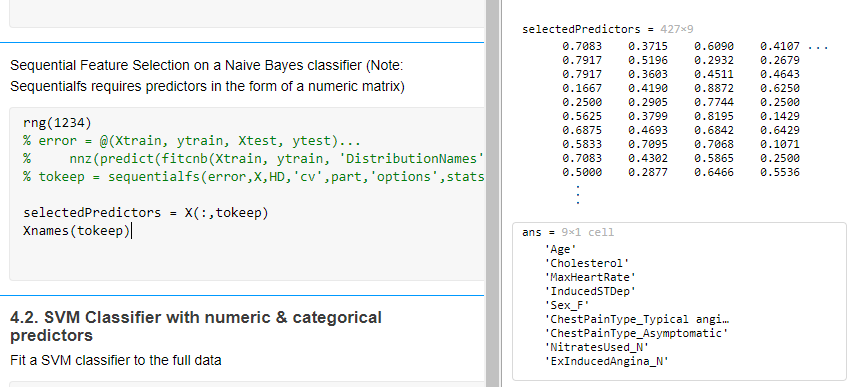 Sequential Feature Selection on a Naive Bayes classifier (Note:
Sequentialfs requires predictors in the form of a numeric matrix)
rng(1234)
% error = @(Xtrain, ytrain, Xtest, ytest)...
%     nnz(predict(fitcnb(Xtrain, ytrain, 'DistributionNames'
% tokeep = sequentialfs(error,X,HD,'cv',part,'options',stats
selectedPredictors = X(:,tokeep)
Xnames(tokeep)
4.2. SVM Classifier with numeric & categorical
predictors
Fit a SVM classifier to the full data
selectedPredictors = 427×9
0.7083 0.3715 0.6090 0.4107 ...
0.7917 0.5196 0.2932 0.2679
0.7917 0.3603 0.4511 0.4643
0.1667 0.4190 0.8872 0.6250
0.2500 0.2905 0.7744 0.2500
0.5625 0.3799 0.8195 0.1429
0.6875 0.4693 0.6842 0.6429
0.5833 0.7095 0.7068 0.1071
0.7083 0.4302 0.5865 0.2500
0.5000 0.2877 0.6466 0.5536
⋮
ans = 9×1 cell
'Age'
'Cholesterol'
'MaxHeartRate'
'InducedSTDep'
'Sex_F'
'ChestPainType_Typical angi…
'ChestPainType_Asymptomatic'
'NitratesUsed_N'
'ExInducedAngina_N'